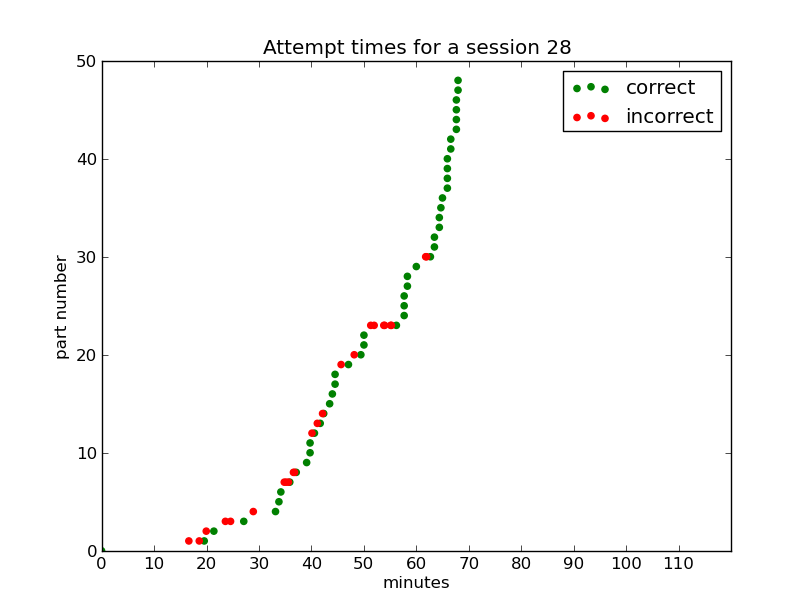 Attempt times for a session 28
correct
incorrect
50
40
30
20
10
0
part number
0 10 20 30 40 50 60 70 80 90 100 110
minutes